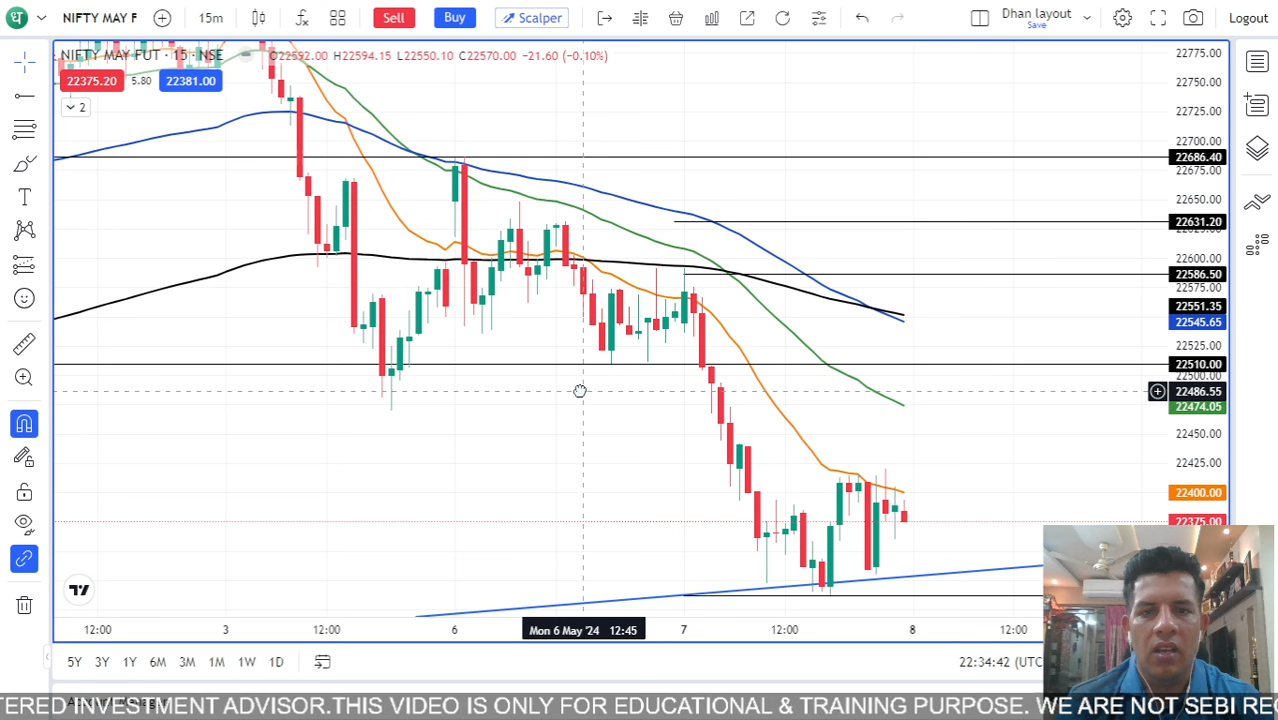 NIFTY MAY F
15m
Sell
Buy
Scalper
Dhan layout
Save
Logout
NIFTY MAY FUT · 15 · NSE
O22592.00 H22594.15 L22550.10 C22570.00 -21.60 (-0.10%)
22375.20
5.80
22381.00
2
22775.00
22750.00
22725.00
22700.00
22686.40
22675.00
22650.00
22631.20
22600.00
22586.50
22575.00
22551.35
22545.65
22525.00
22510.00
22500.00
22486.55
22474.05
22450.00
22425.00
22400.00
22375.00
12:00
3
12:00
6
Mon 6 May '24 12:45
7
12:00
8
12:00
5Y 3Y 1Y 6M 3M 1M 1W 1D
22:34:42 (UTC
TERED INVESTMENT ADVISOR.THIS VIDEO IS ONLY FOR EDUCATIONAL & TRAINING PURPOSE. WE ARE NOT SEBI REG